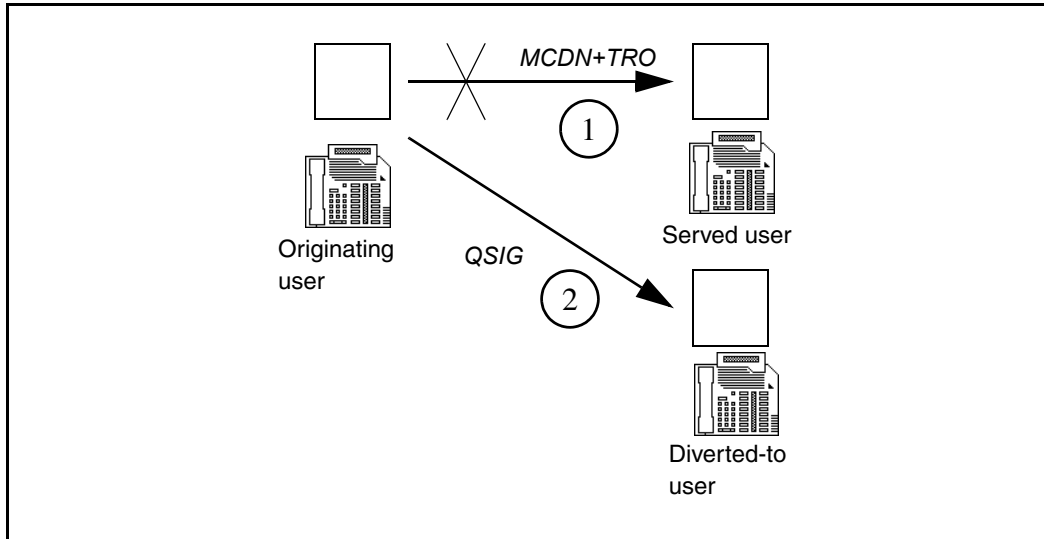 MCDN+TRO
1
Originating
user
Served user
QSIG
2
Diverted-to
user